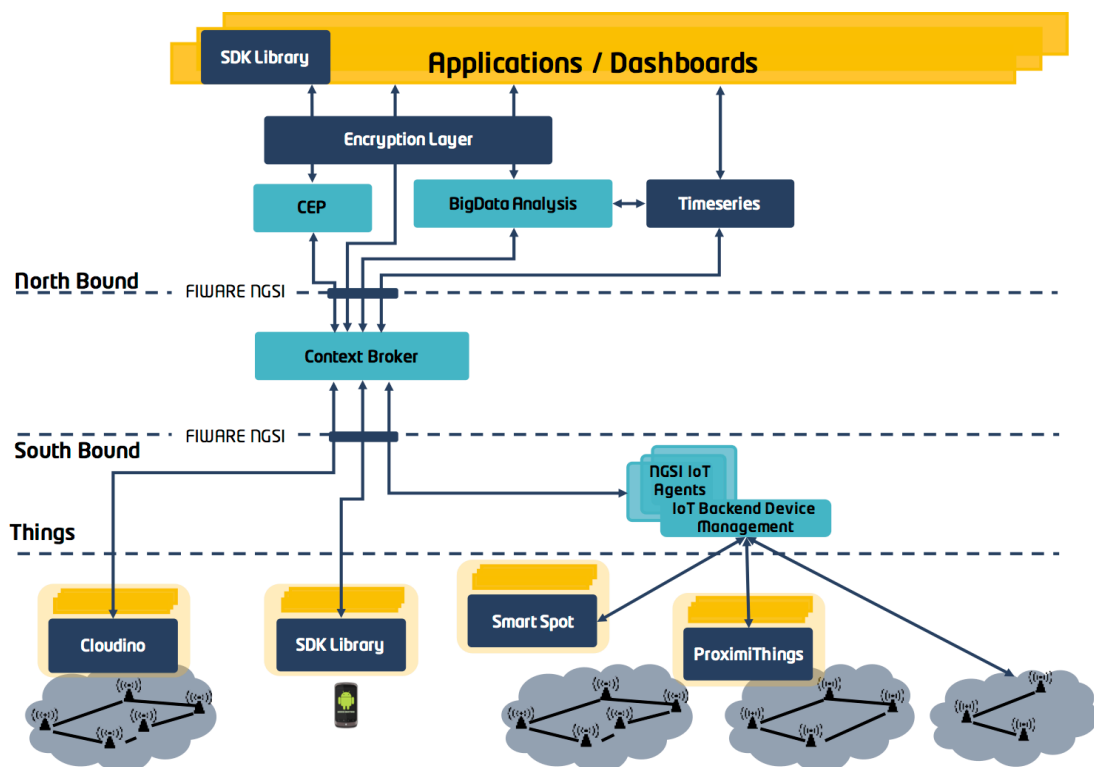 SDK Library
Applications / Dashboards
Encryption Layer
CEP
BigData Analysis
Timeseries
North Bound
FIWARE NGSI
Context Broker
South Bound
FIWARE NGSI
NGSI IoT
Agents
IoT Backend Device
Management
Things
Cloudino
SDK Library
Smart Spot
ProximiThings